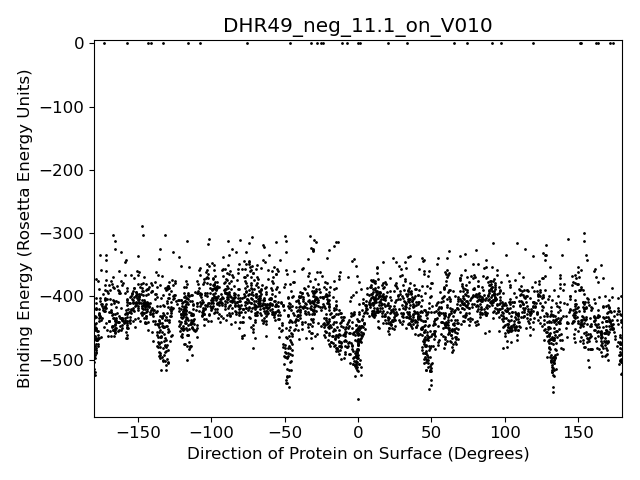 DHR49_neg_11.1_on_V010
0
−100
−200
−300
−400
−500
Binding Energy (Rosetta Energy Units)
−150 −100 −50 0 50 100 150
Direction of Protein on Surface (Degrees)